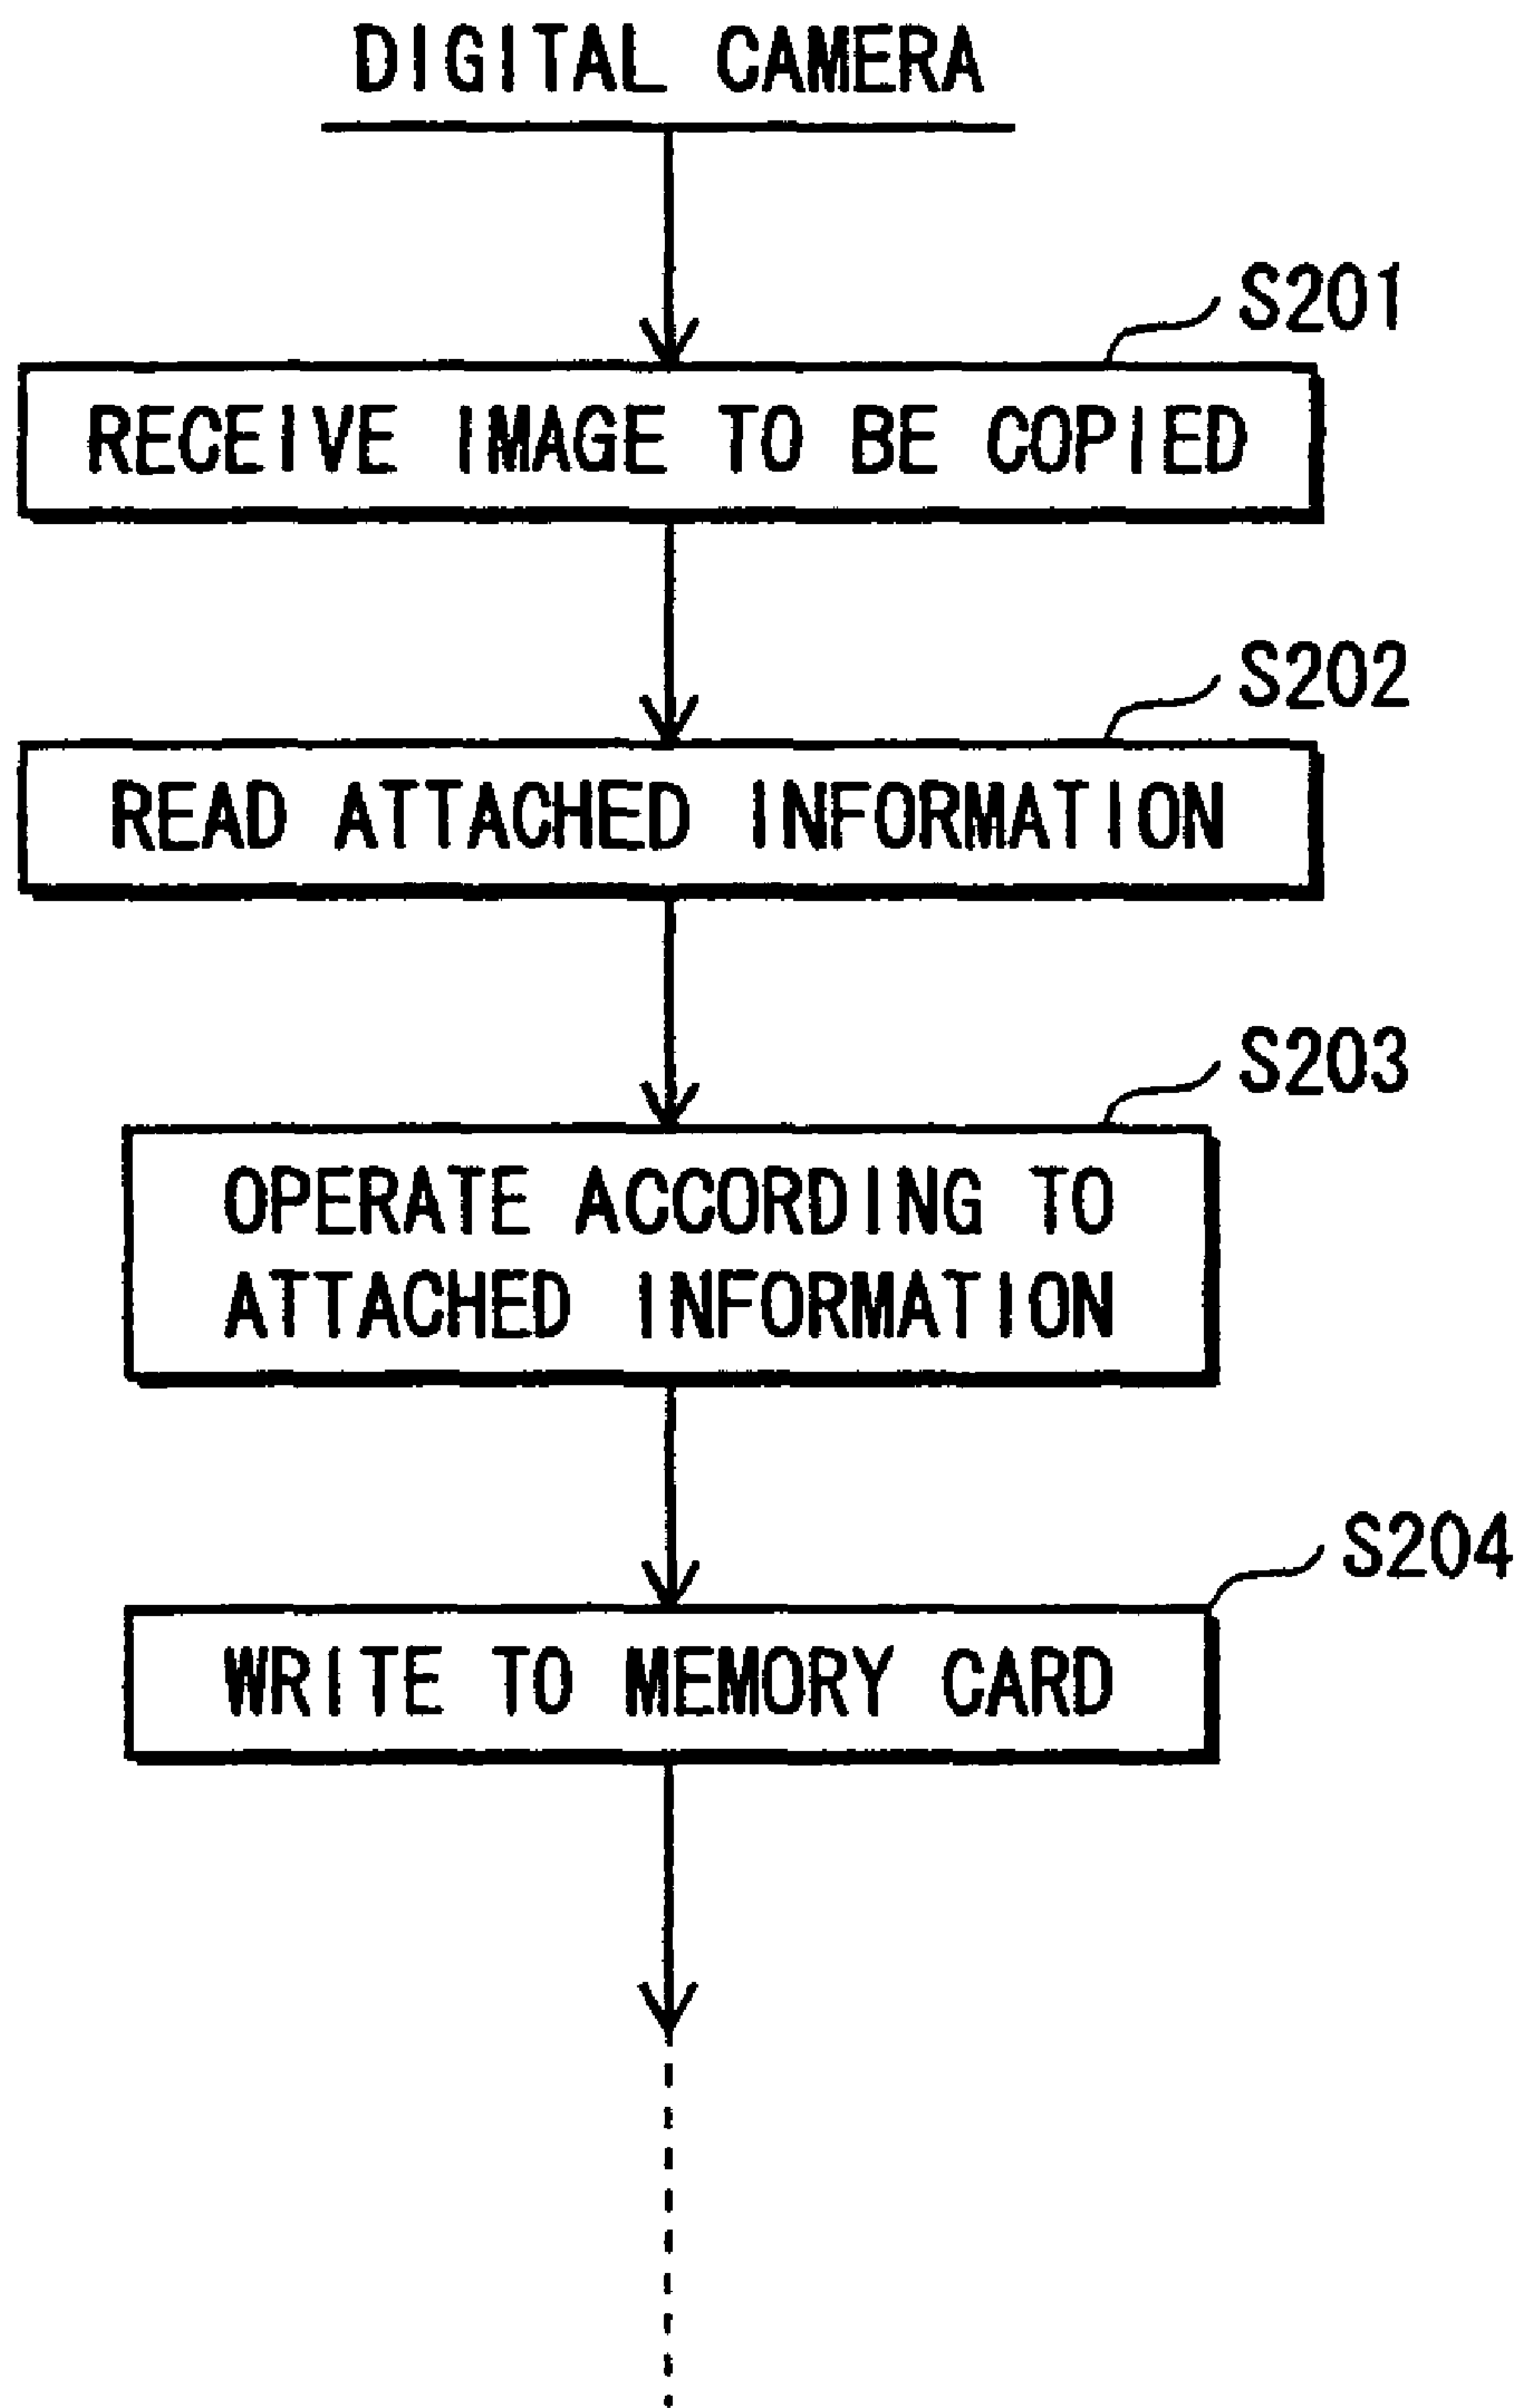 DIGITAL CAMERA
S201
RECEIVE IMAGE TO BE COPIED
S202
READ ATTACHED INFORMATION
S203
OPERATE ACCORDING TO
ATTACHED INFORMATION
S204
WRITE TO MEMORY CARD